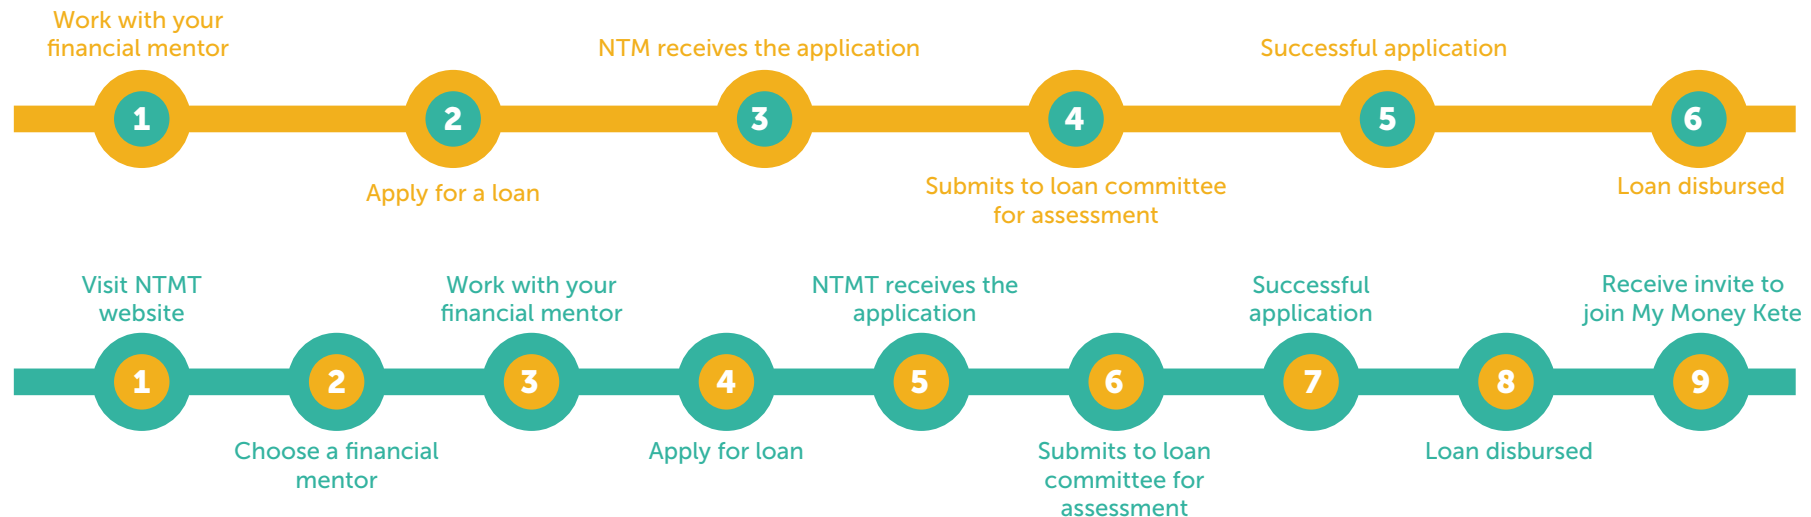 Work with your
financial mentor
NTM receives the application
Successful application
1
2
3
4
5
6
Apply for a loan
Submits to loan committee
for assessment
Loan disbursed
Visit NTMT
website
Work with your
financial mentor
NTMT receives the
application
Successful
application
Receive invite to
join My Money Kete
1
2
3
4
5
6
7
8
9
Choose a financial
mentor
Apply for loan
Submits to loan
committee for
assessment
Loan disbursed